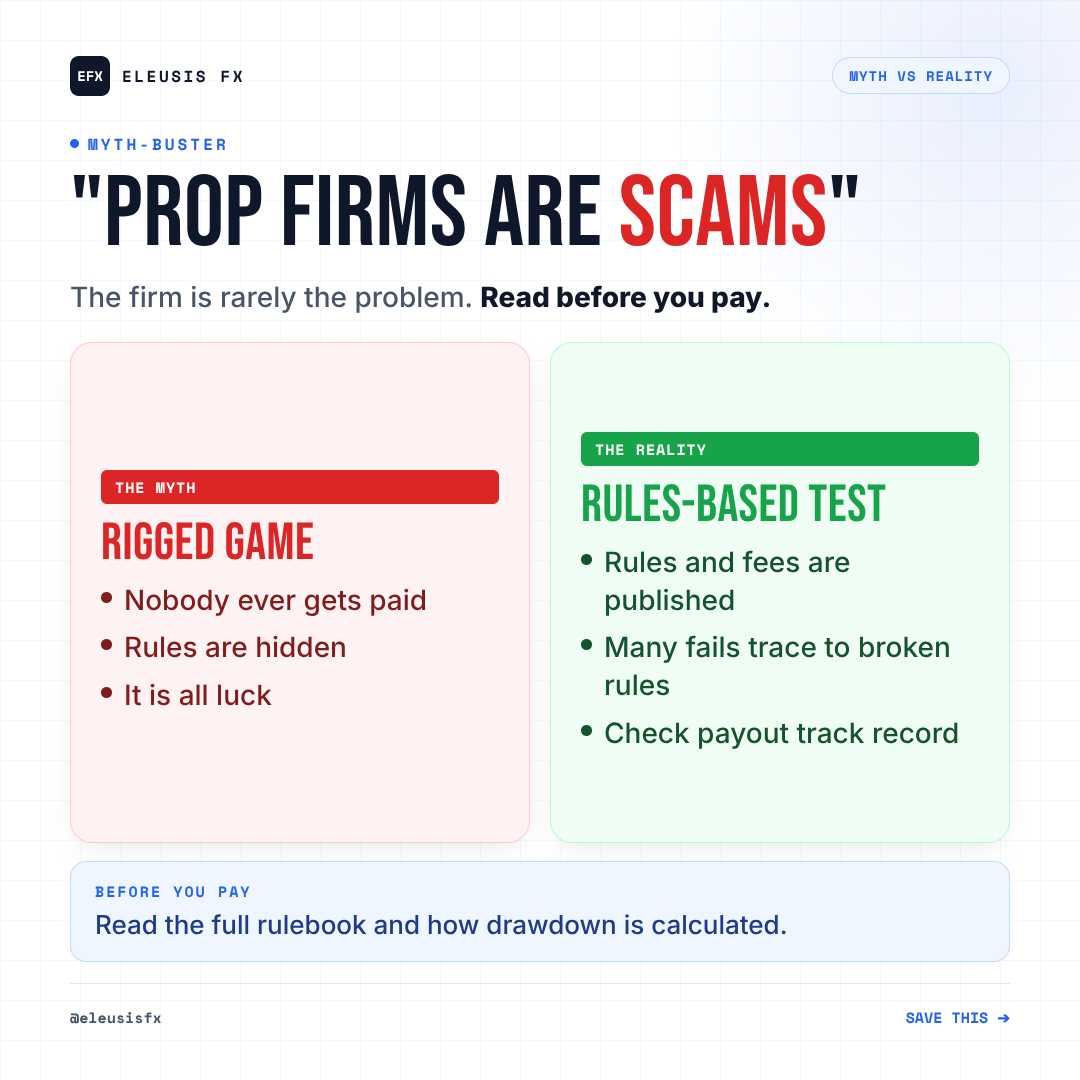 EFX ELEUSIS FX
MYTH VS REALITY
MYTH-BUSTER
"PROP FIRMS ARE SCAMS"
The firm is rarely the problem. Read before you pay.
THE MYTH
RIGGED GAME
Nobody ever gets paid
Rules are hidden
It is all luck
THE REALITY
RULES-BASED TEST
Rules and fees are
published
Many fails trace to broken
rules
Check payout track record
BEFORE YOU PAY
Read the full rulebook and how drawdown is calculated.
@eleusisfx
SAVE THIS ➔